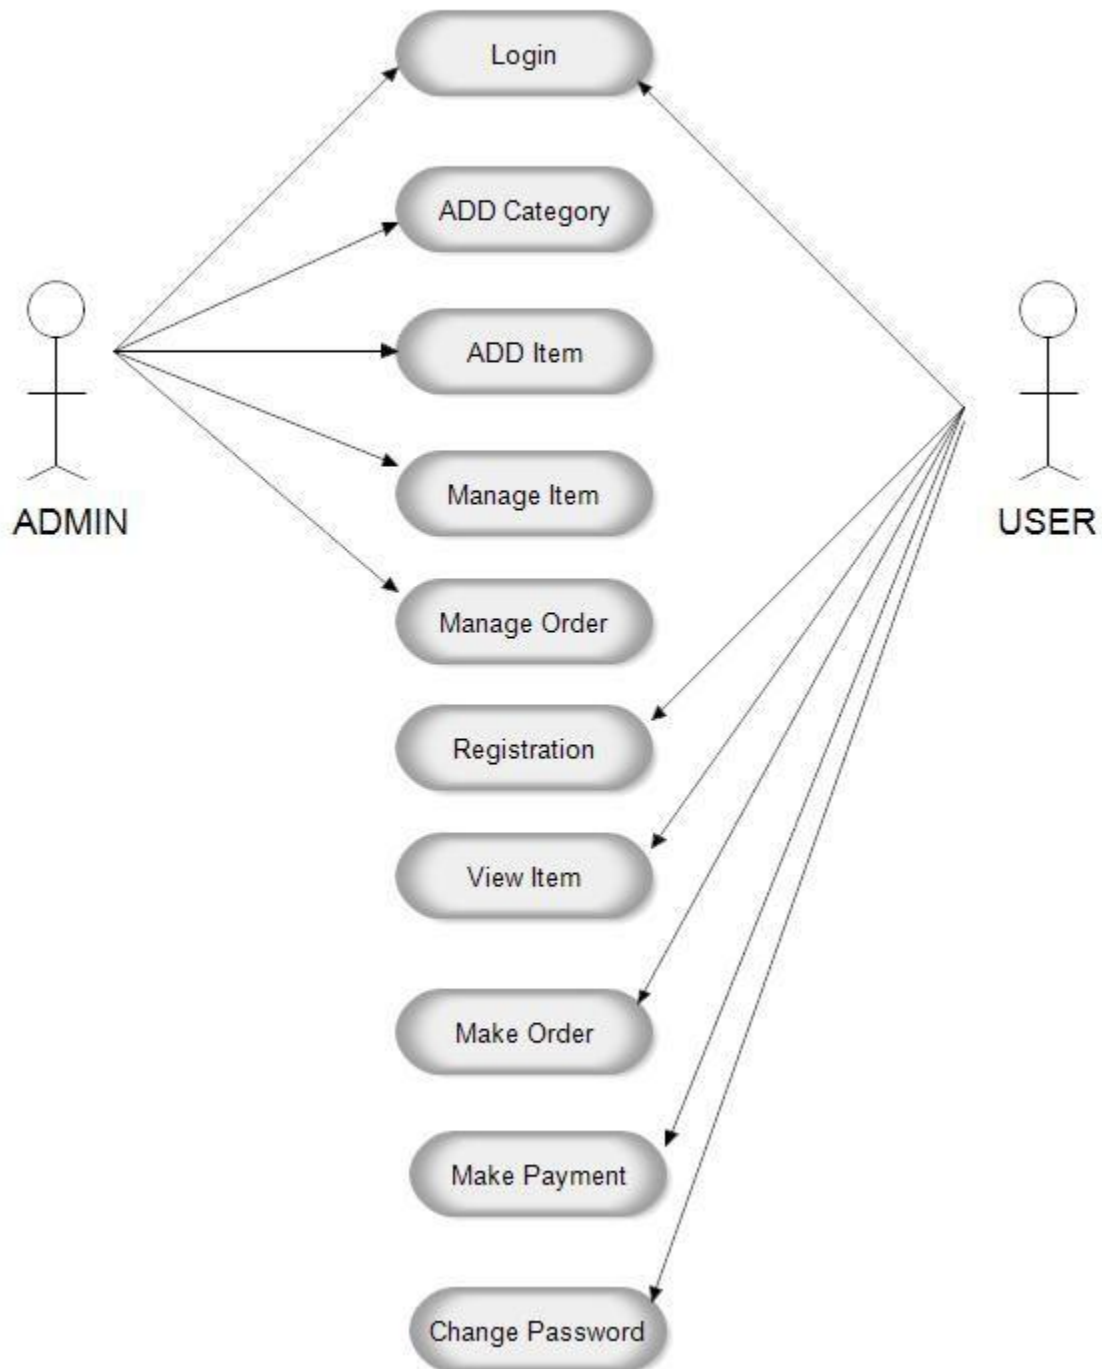 Login
ADD Category
ADD Item
Manage Item
ADMIN
USER
Manage Order
Registration
View Item
Make Order
Make Payment
Change Password